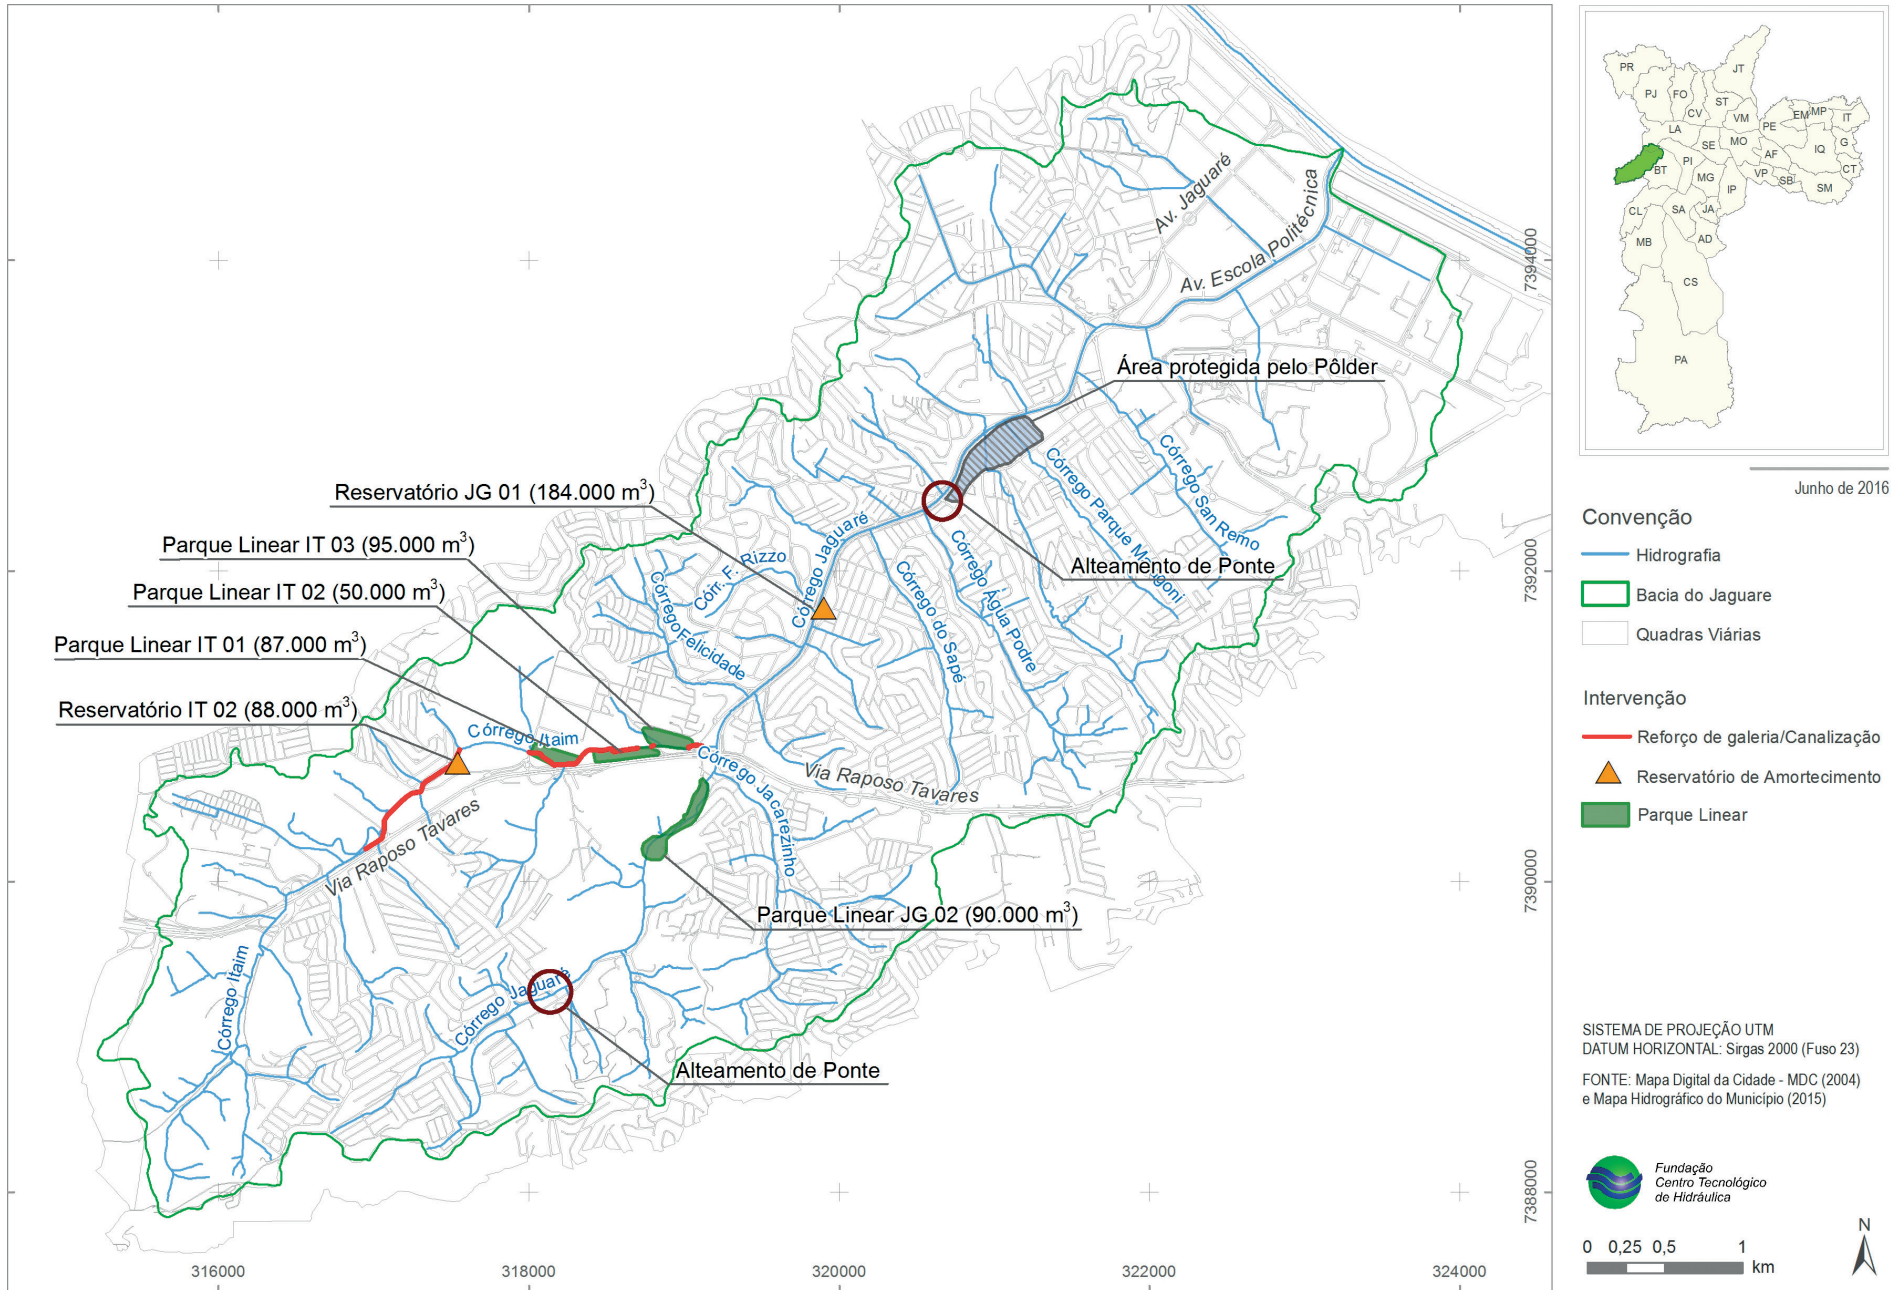 Av. Jaguaré
Av. Escola Politécnica
Área protegida pelo Pôlder
Reservatório JG 01 (184.000 m³)
Parque Linear IT 03 (95.000 m³)
Parque Linear IT 02 (50.000 m³)
Parque Linear IT 01 (87.000 m³)
Reservatório IT 02 (88.000 m³)
Córrego San Remo
Córrego Parque Mangoni
Alteamento de Ponte
Córrego Água Podre
Córrego do Sapé
Córrego Jaguaré
Córr. F. Rizzo
Córrego Felicidade
Córrego Itaim
Córrego Jacarezinho
Via Raposo Tavares
Via Raposo Tavares
Parque Linear JG 02 (90.000 m³)
Córrego Itaim
Córrego Jaguaré
Alteamento de Ponte
316000
318000
320000
322000
324000
7394000
7392000
7390000
7388000
PR
JT
PJ
FO
ST
CV
VM
EM
MP
IT
LA
PE
SE
MO
IQ
G
BT
PI
AF
CT
MG
VP
SB
IP
SM
CL
SA
JA
MB
AD
CS
PA
Junho de 2016
Convenção
Hidrografia
Bacia do Jaguare
Quadras Viárias
Intervenção
Reforço de galeria/Canalização
Reservatório de Amortecimento
Parque Linear
SISTEMA DE PROJEÇÃO UTM
DATUM HORIZONTAL: Sirgas 2000 (Fuso 23)
FONTE: Mapa Digital da Cidade - MDC (2004)
e Mapa Hidrográfico do Município (2015)
Fundação
Centro Tecnológico
de Hidráulica
N
0 0,25 0,5 1
km